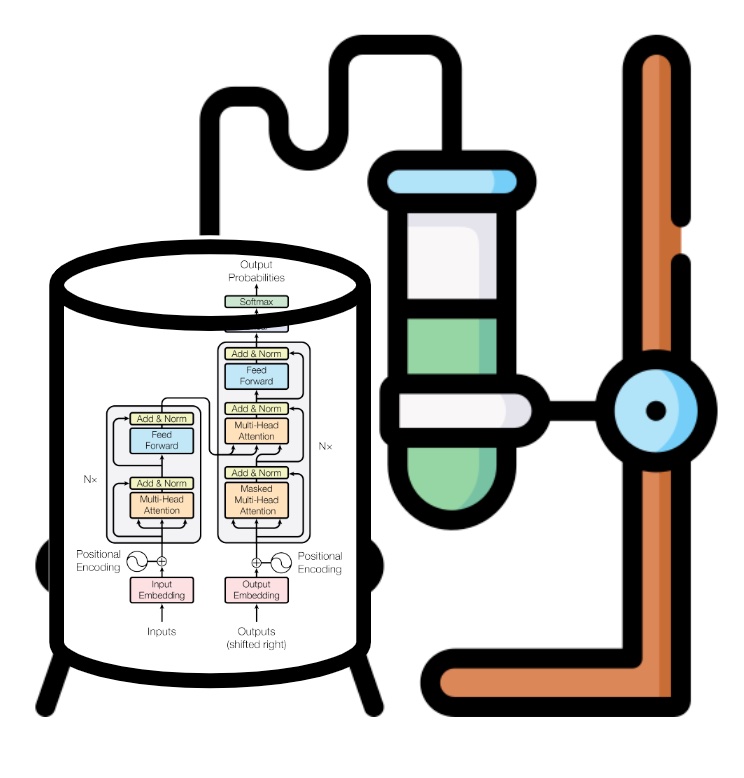 Output
Probabilities
Softmax
Add & Norm
Feed
Forward
Add & Norm
Multi-Head
Attention
Add & Norm
Masked
Multi-Head
Attention
Nx
Add & Norm
Feed
Forward
Add & Norm
Multi-Head
Attention
Nx
Positional
Encoding
Positional
Encoding
Input
Embedding
Output
Embedding
Inputs
Outputs
(shifted right)